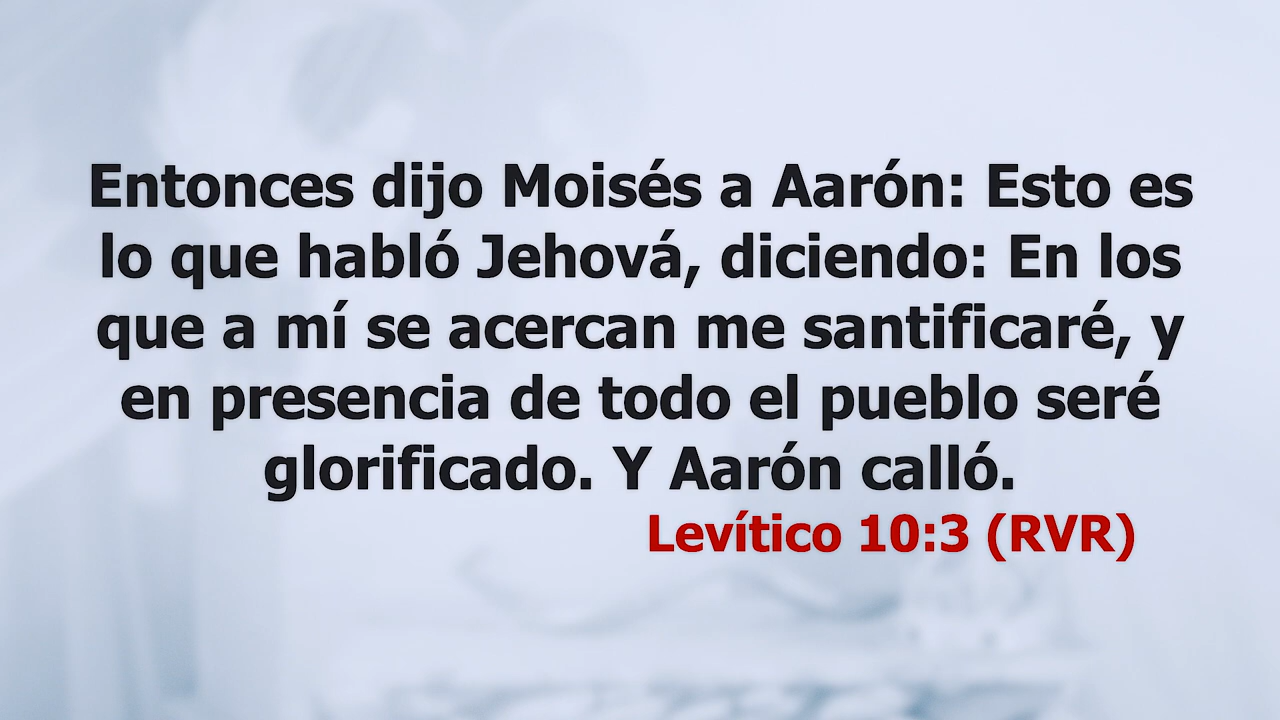 Entonces dijo Moisés a Aarón: Esto es
lo que habló Jehová, diciendo: En los
que a mí se acercan me santificaré, y
en presencia de todo el pueblo seré
glorificado. Y Aarón calló.
Levítico 10:3 (RVR)